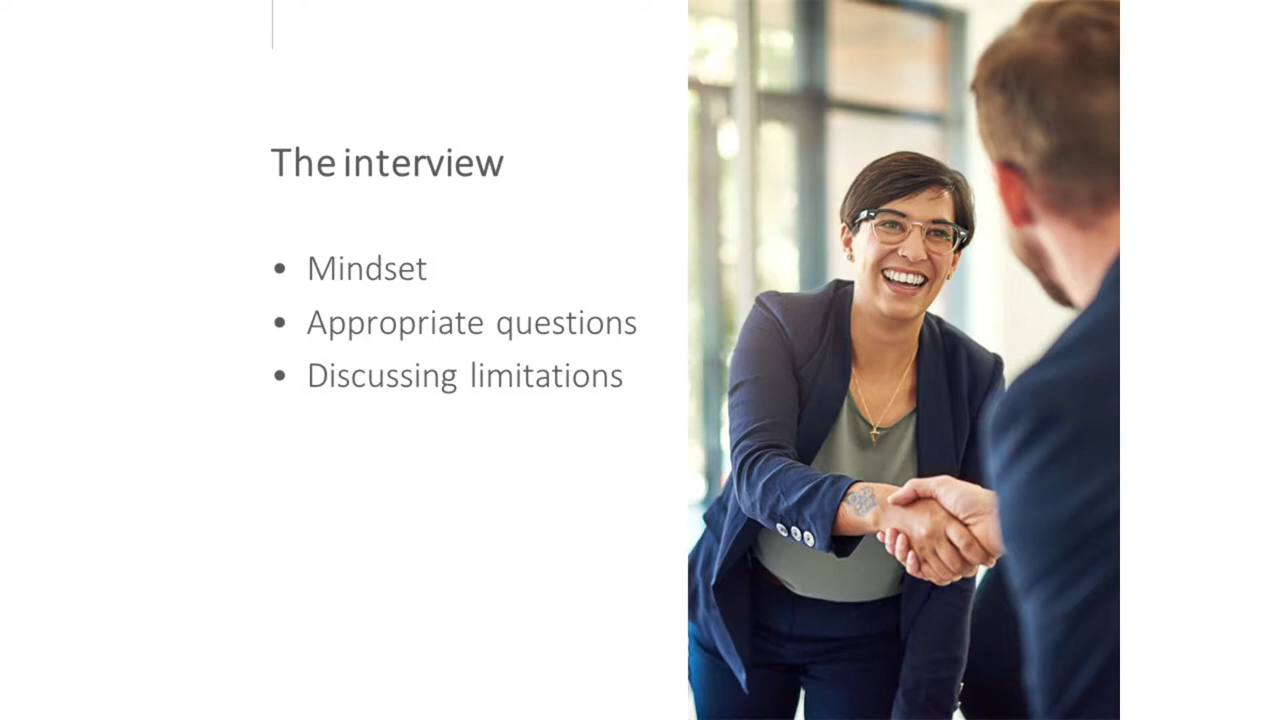 The interview
• Mindset
• Appropriate questions
• Discussing limitations